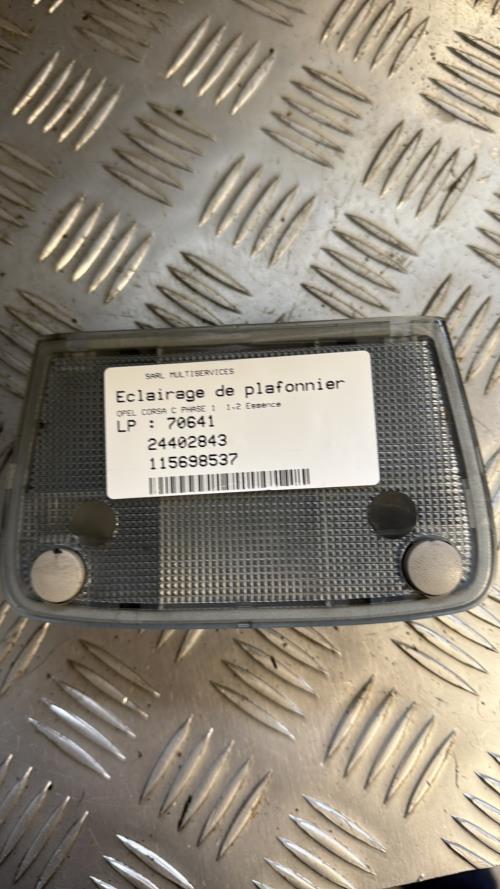 SARL MULTISERVICES
Eclairage de plafonnier
OPEL CORSA C PHASE 1 1.2 Essence
LP : 70641
24402843
115698537